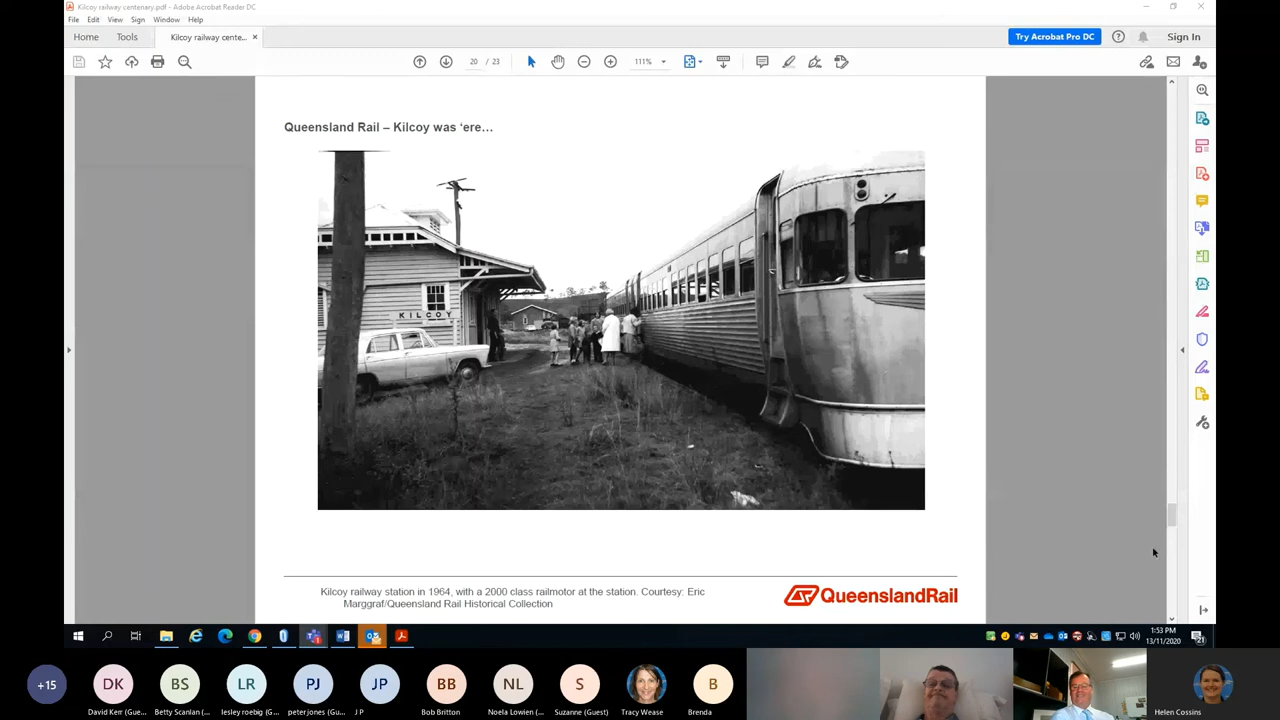 Kilcoy railway centenary.pdf - Adobe Acrobat Reader DC
File Edit View Sign Window Help
Home Tools Kilcoy railway cente... × Try Acrobat Pro DC Sign In
20 / 23 111%
Queensland Rail – Kilcoy was ‘ere…
KILCOY
Kilcoy railway station in 1964, with a 2000 class railmotor at the station. Courtesy: Eric
Marggraf/Queensland Rail Historical Collection
QueenslandRail
1:53 PM
13/11/2020
21
+15 DK BS LR PJ JP BB NL S B
David Kerr (Gue... Betty Scanlan (... lesley roebig (G... peter jones (Gu... J P Bob Britton Noela Lowien (... Suzanne (Guest) Tracy Wease Brenda Helen Cossins